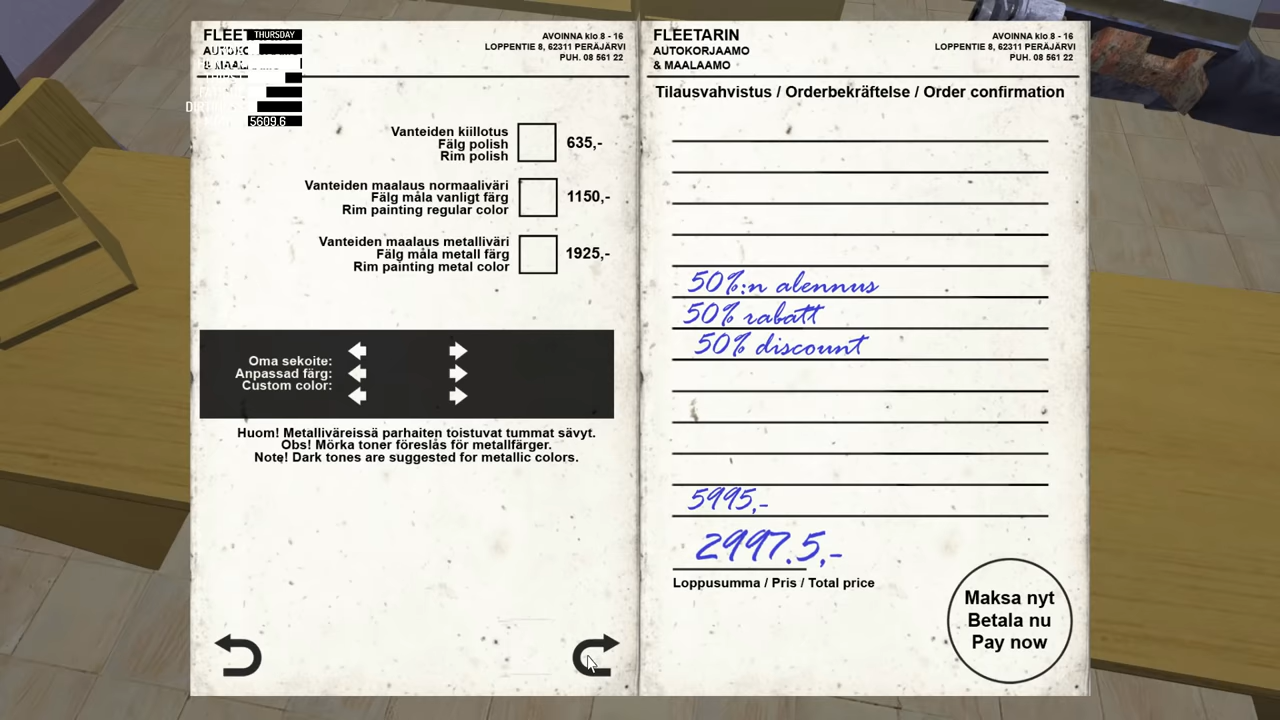 THURSDAY
5609.6
AUTOKO
& MAALA
AVOINNA klo 8 - 16
LOPPENTIE 8, 62311 PERÄJÄRVI
PUH. 08 561 22
Vanteiden kiillotus
Fälg polish
Rim polish
635,-
Vanteiden maalaus normaaliväri
Fälg måla vanligt färg
Rim painting regular color
1150,-
Vanteiden maalaus metalliväri
Fälg måla metall färg
Rim painting metal color
1925,-
Oma sekoite:
Anpassad färg:
Custom color:
Huom! Metalliväreissä parhaiten toistuvat tummat sävyt.
Obs! Mörka toner föreslås för metallfärger.
Note! Dark tones are suggested for metallic colors.
FLEETARIN
AUTOKORJAAMO
& MAALAAMO
AVOINNA klo 8 - 16
LOPPENTIE 8, 62311 PERÄJÄRVI
PUH. 08 561 22
Tilausvahvistus / Orderbekräftelse / Order confirmation
50%:n alennus
50% rabatt
50% discount
5995,-
2997.5,-
Loppusumma / Pris / Total price
Maksa nyt
Betala nu
Pay now